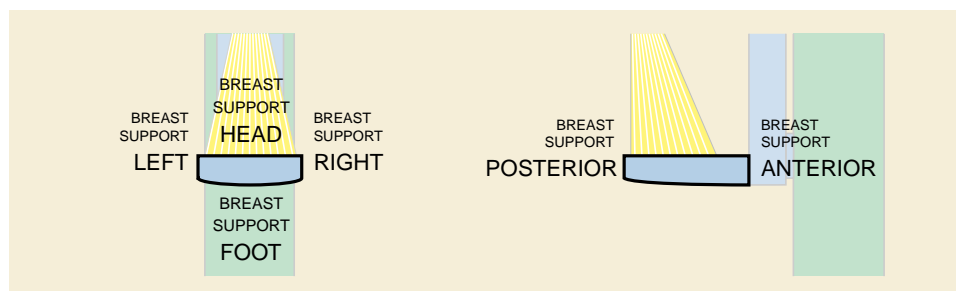 BREAST
SUPPORT
HEAD
BREAST
SUPPORT
LEFT
BREAST
SUPPORT
RIGHT
BREAST
SUPPORT
FOOT
BREAST
SUPPORT
POSTERIOR
BREAST
SUPPORT
ANTERIOR